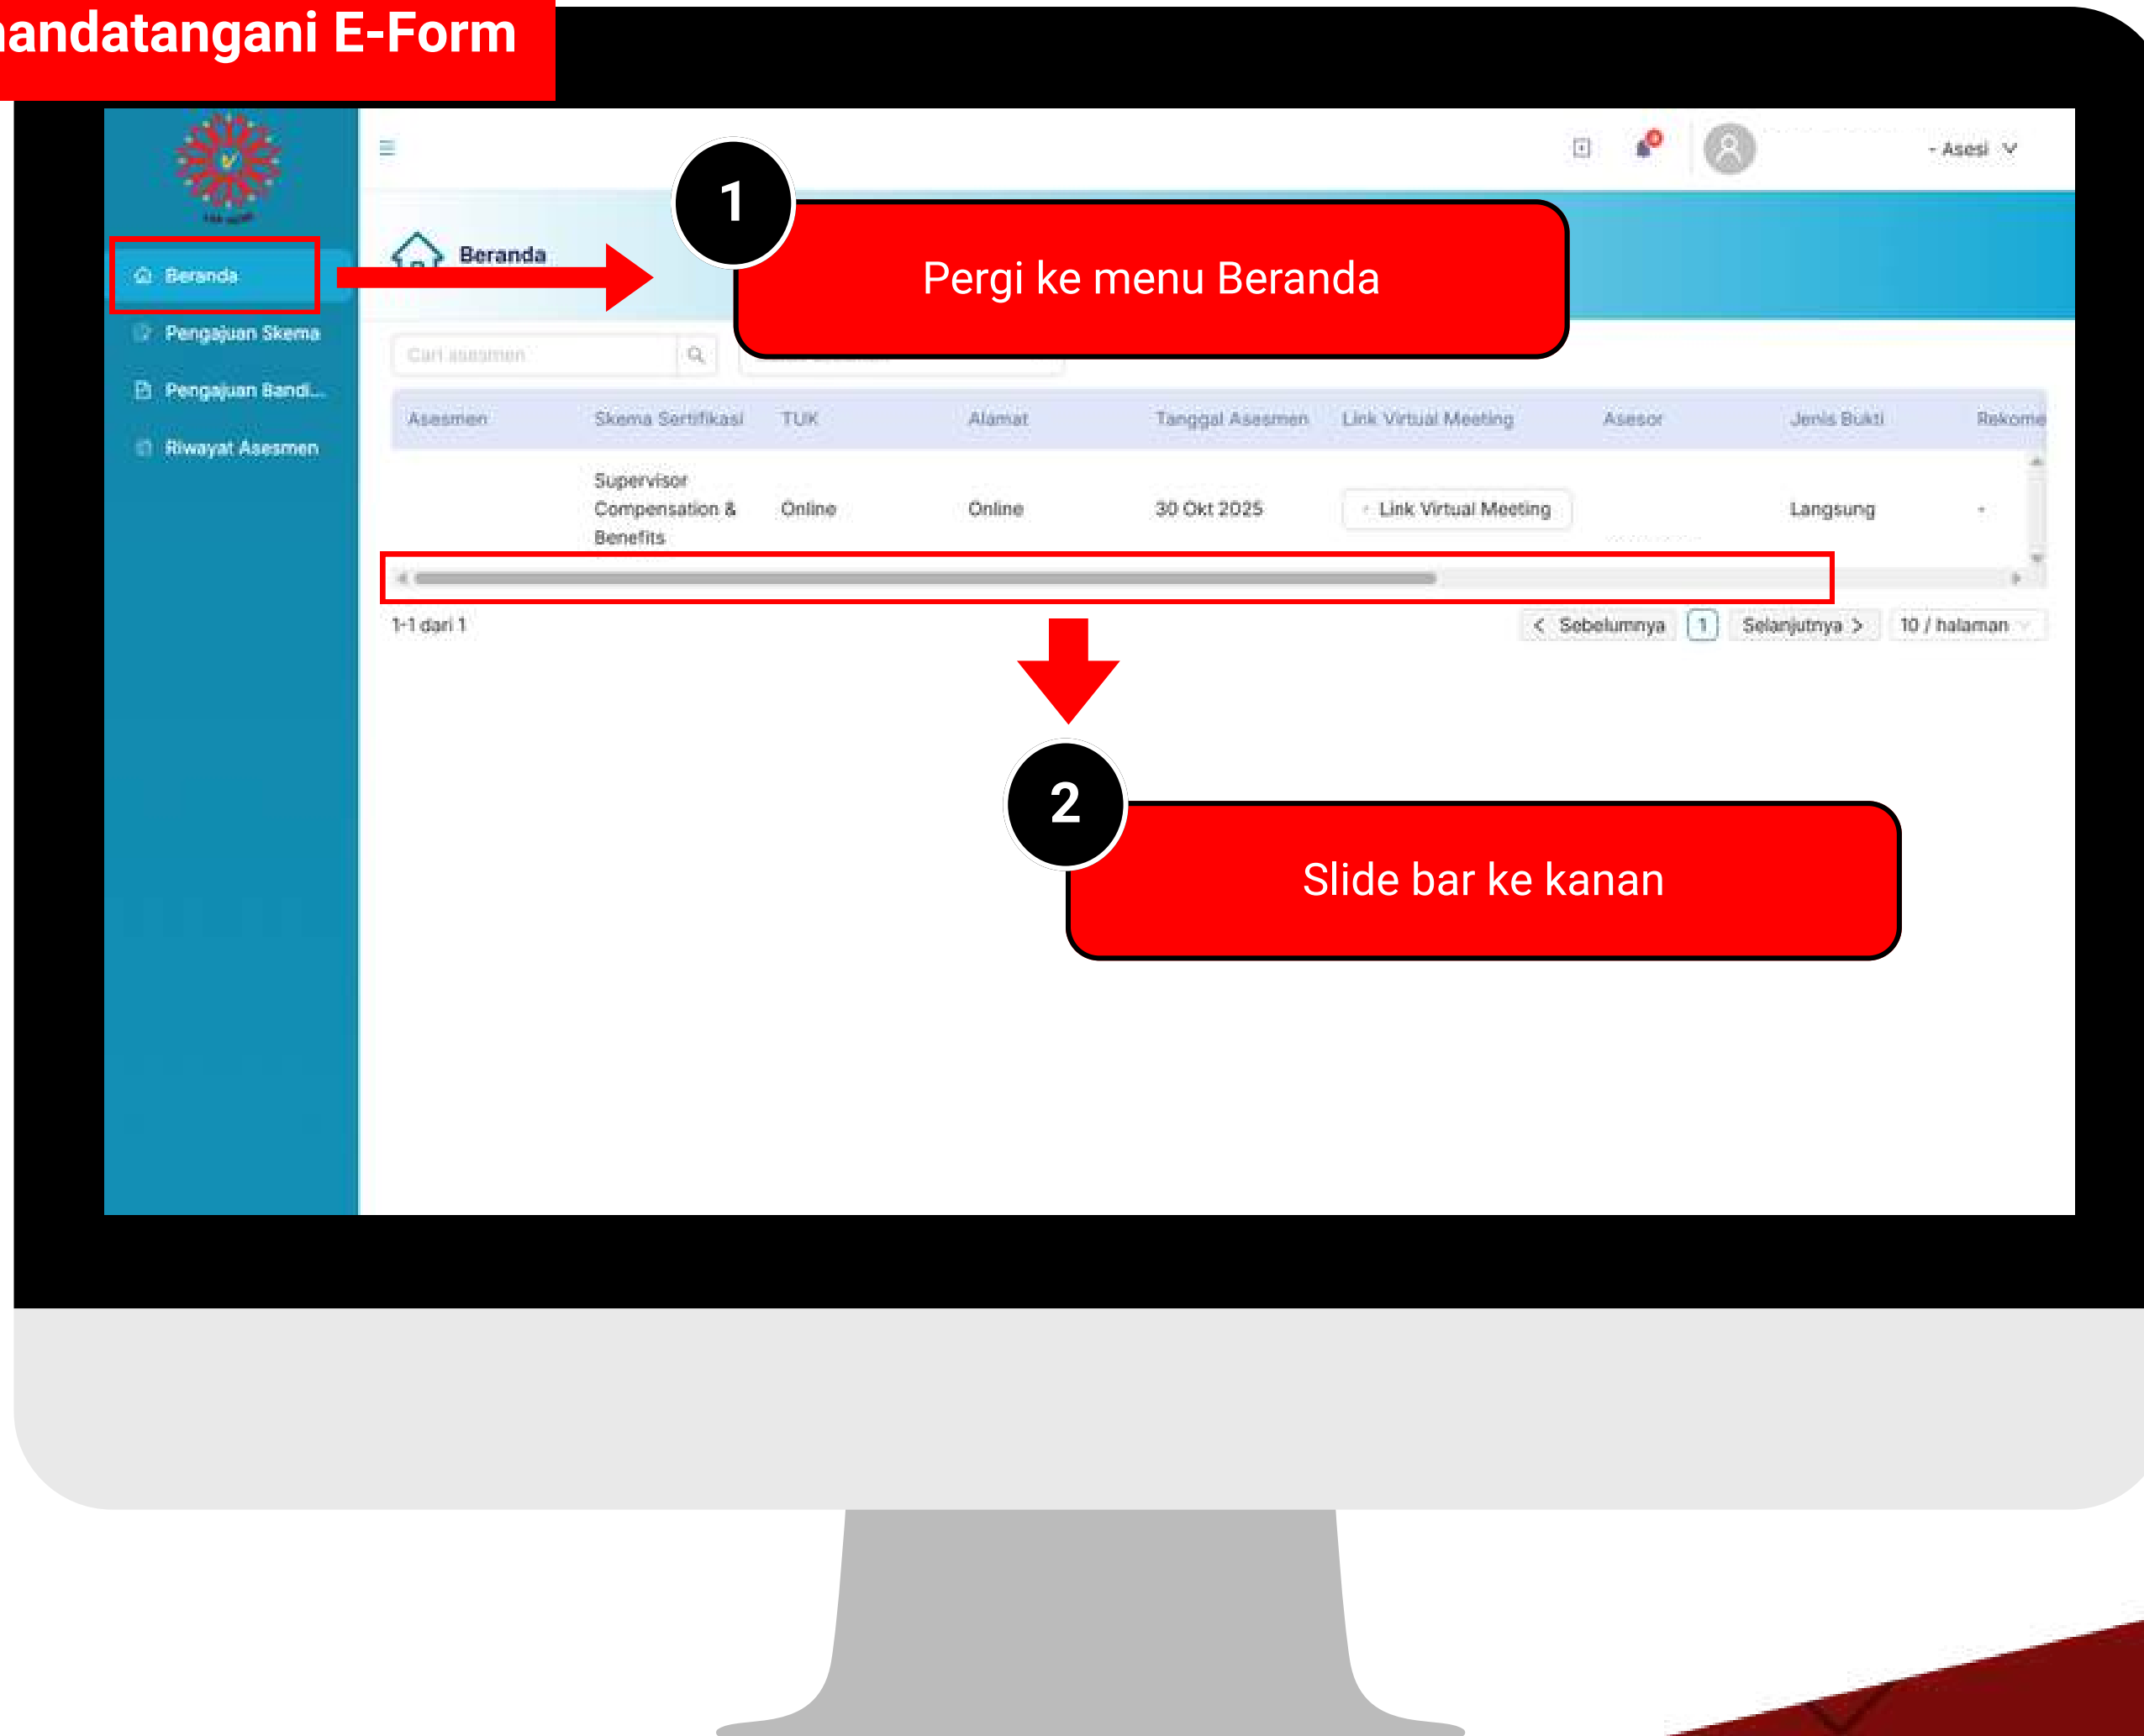 nandatangani E-Form
- Asesi
1
Beranda
Pergi ke menu Beranda
Beranda
Pengajuan Skema
Pengajuan Bandi...
Riwayat Asesmen
Cari asesmen
Asesmen Skema Sertifikasi TUK Alamat Tanggal Asesmen Link Virtual Meeting Asesor Jenis Bukti Rekome
Supervisor
Compensation & Online Online 30 Okt 2025 Link Virtual Meeting Langsung -
Benefits
1-1 dari 1 < Sebelumnya 1 Selanjutnya > 10 / halaman
2
Slide bar ke kanan